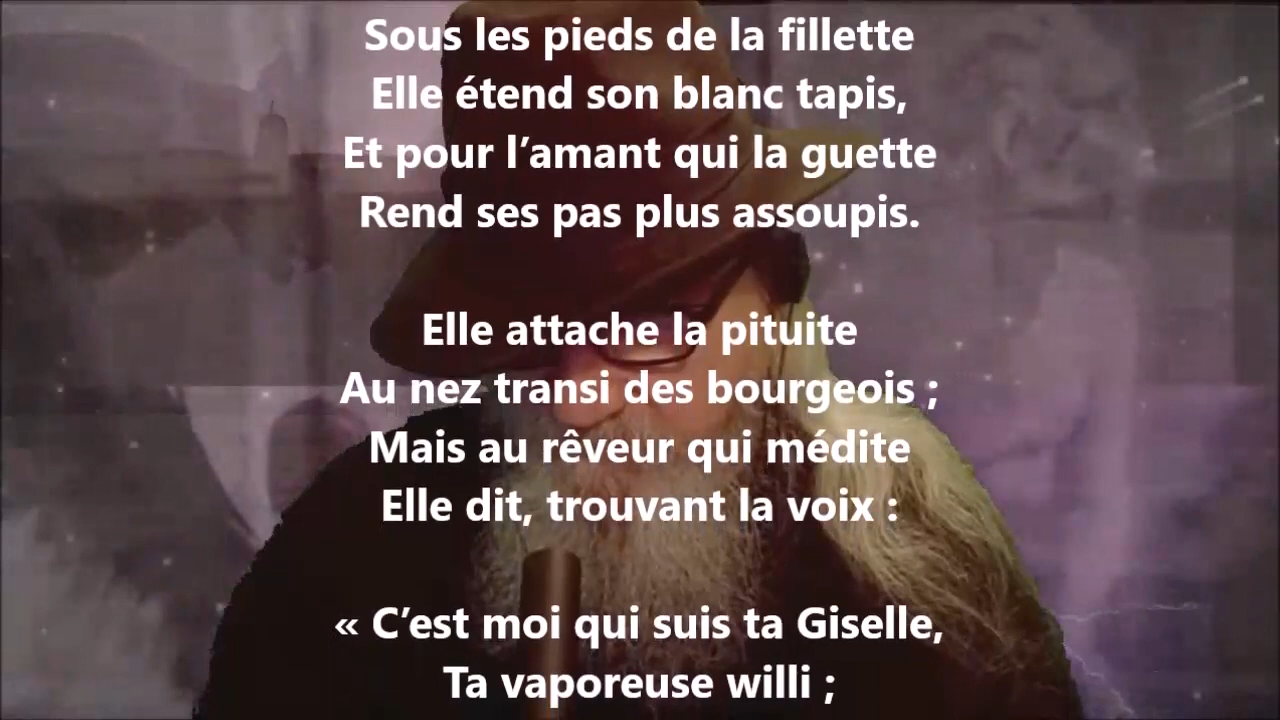 Sous les pieds de la fillette
Elle étend son blanc tapis,
Et pour l’amant qui la guette
Rend ses pas plus assoupis.
Elle attache la pituite
Au nez transi des bourgeois ;
Mais au rêveur qui médite
Elle dit, trouvant la voix :
« C’est moi qui suis ta Giselle,
Ta vaporeuse willi ;